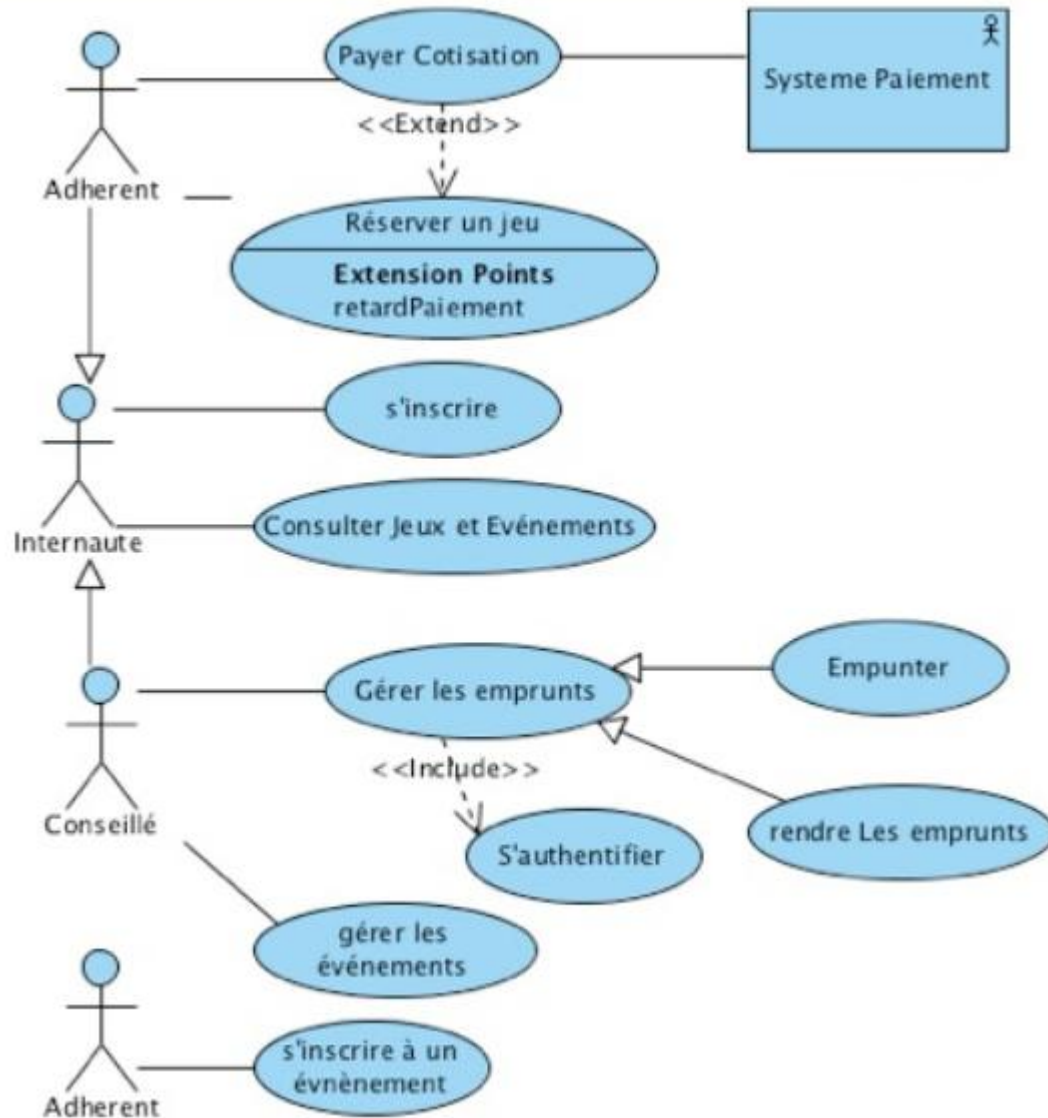 Payer Cotisation
Systeme Paiement
<<Extend>>
Adherent
Réserver un jeu
Extension Points
retardPaiement
s'inscrire
Consulter Jeux et Evénements
Internaute
Empunter
Gérer les emprunts
<<Include>>
Conseillé
rendre Les emprunts
S'authentifier
gérer les
événements
s'inscrire à un
évnènement
Adherent